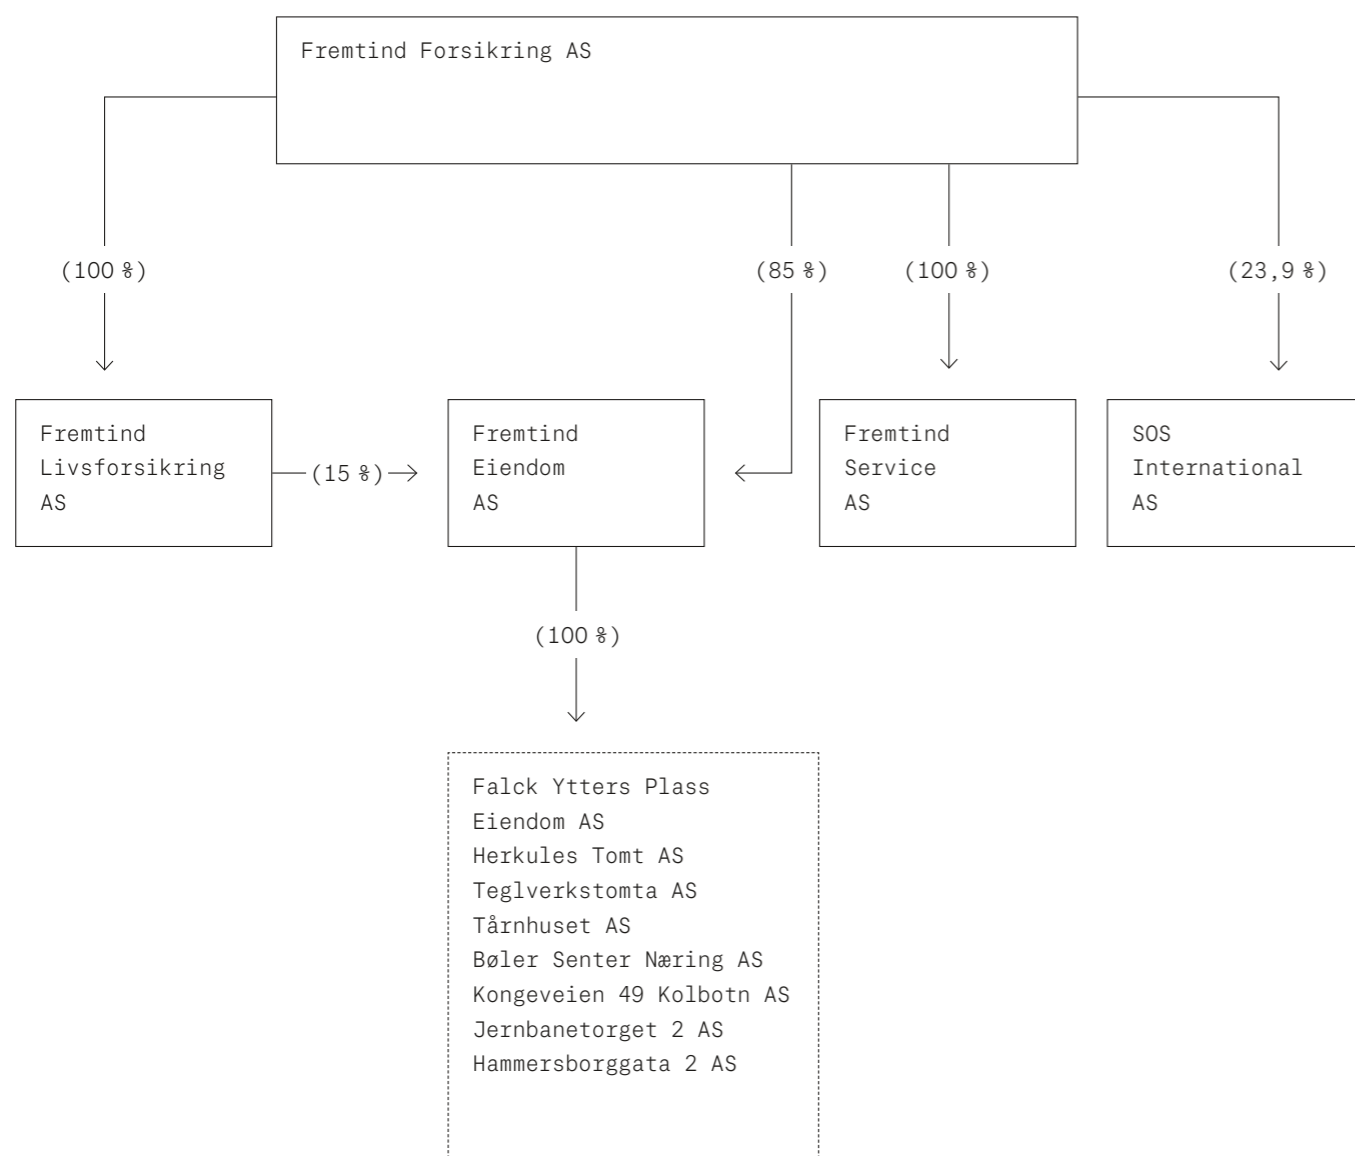 Fremtind Forsikring AS
(100 %)
(85 %)
(100 %)
(23,9 %)
Fremtind
Livsforsikring
AS
(15 %)
Fremtind
Eiendom
AS
Fremtind
Service
AS
SOS
International
AS
(100 %)
Falck Ytters Plass
Eiendom AS
Herkules Tomt AS
Teglverkstomta AS
Tårnhuset AS
Bøler Senter Næring AS
Kongeveien 49 Kolbotn AS
Jernbanetorget 2 AS
Hammersborggata 2 AS